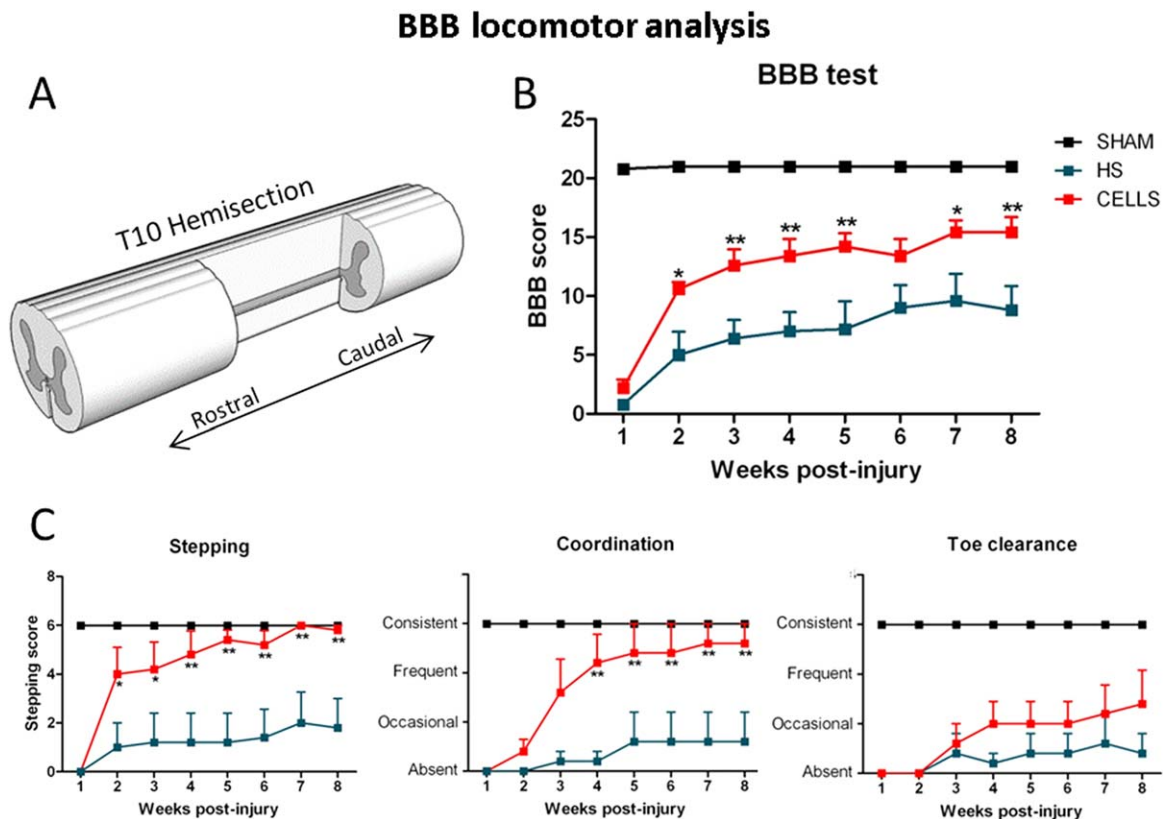 BBB locomotor analysis
A
T10 Hemisection
Caudal
Rostral
B
BBB test
BBB score
25
20
15
10
5
0
* ** ** ** * **
1 2 3 4 5 6 7 8
Weeks post-injury
SHAM
HS
CELLS
C
Stepping
Stepping score
8
6
4
2
0
* * ** ** ** ** **
1 2 3 4 5 6 7 8
Weeks post-injury
Coordination
Consistent
Frequent
Occasional
Absent
** ** ** ** **
1 2 3 4 5 6 7 8
Weeks post-injury
Toe clearance
Consistent
Frequent
Occasional
Absent
1 2 3 4 5 6 7 8
Weeks post-injury